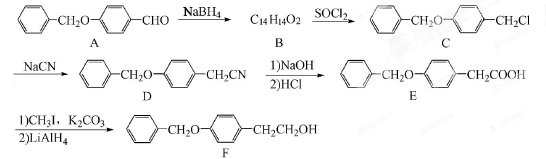 CH₂O CHO NaBH₄ C₁₄H₁₄O₂ SOCl₂ CH₂O CH₂Cl
A B C
NaCN CH₂O CH₂CN 1)NaOH 2)HCl CH₂O CH₂COOH
D E
1)CH₃I， K₂CO₃
2)LiAlH₄ CH₂O CH₂CH₂OH
F